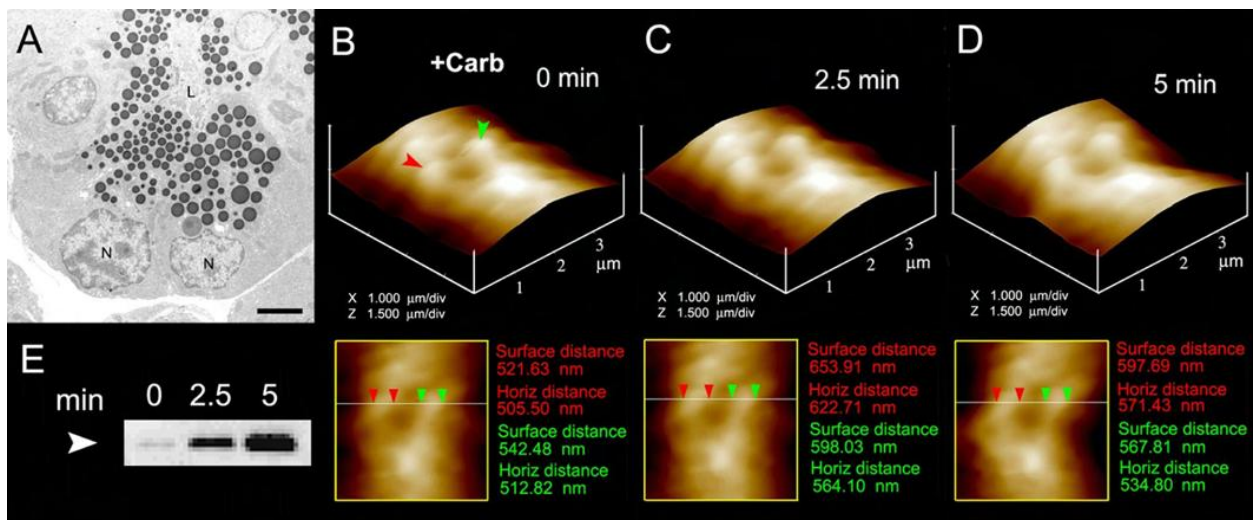 A
L
N
N
B
+Carb
0 min
3
2
μm
1
X 1.000 μm/div
Z 1.500 μm/div
C
2.5 min
3
2
μm
1
X 1.000 μm/div
Z 1.500 μm/div
D
5 min
3
2
μm
1
X 1.000 μm/div
Z 1.500 μm/div
E
min 0 2.5 5
Surface distance
521.63 nm
Horiz distance
505.50 nm
Surface distance
542.48 nm
Horiz distance
512.82 nm
Surface distance
653.91 nm
Horiz distance
622.71 nm
Surface distance
598.03 nm
Horiz distance
564.10 nm
Surface distance
597.69 nm
Horiz distance
571.43 nm
Surface distance
567.81 nm
Horiz distance
534.80 nm